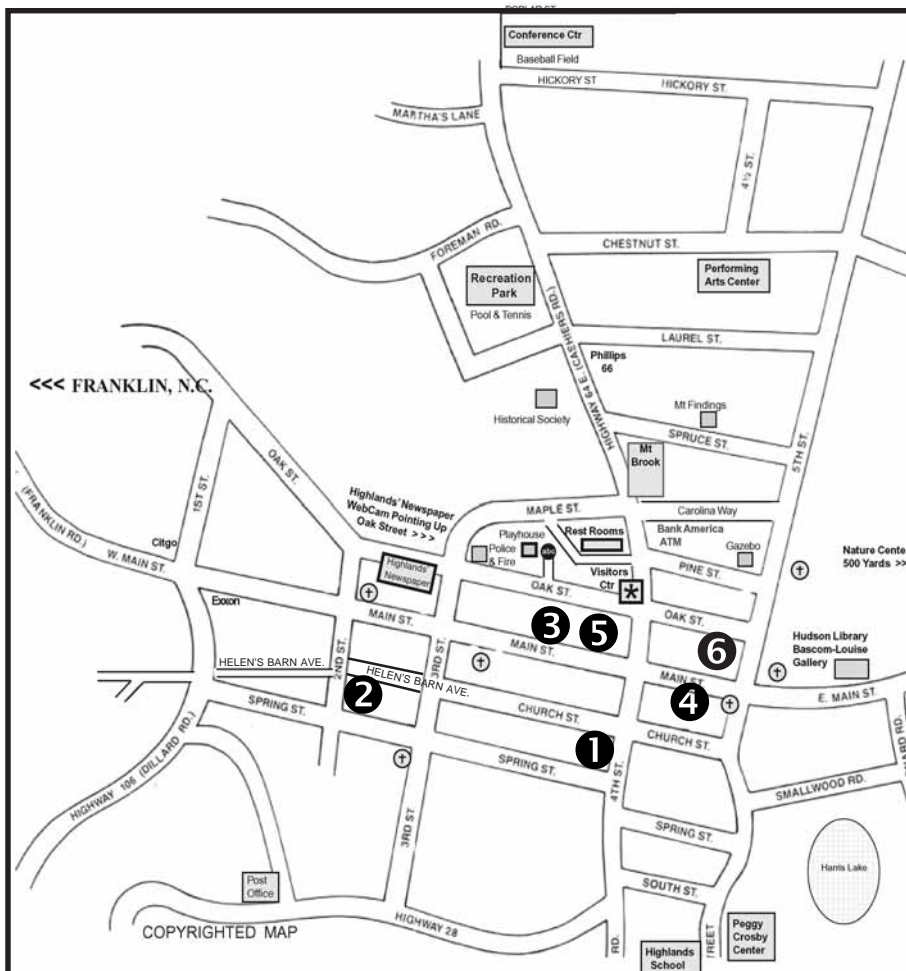 Conference Ctr
Baseball Field
HICKORY ST
HICKORY ST.
MARTHA'S LANE
4½ ST.
FOREMAN RD.
CHESTNUT ST.
Recreation
Park
Pool & Tennis
Performing
Arts Center
HIGHWAY 64 E. (CASHIERS RD.)
LAUREL ST.
Phillips
66
<<< FRANKLIN, N.C.
Historical Society
Mt Findings
SPRUCE ST.
5TH ST.
Mt
Brook
OAK ST.
1ST ST.
Highlands' Newspaper
WebCam Pointing Up
Oak Street > > >
MAPLE ST.
Carolina Way
Rest Rooms
Bank America
ATM
Gazebo
(FRANKLIN RD.)
W. MAIN ST.
Citgo
Playhouse
Police
& Fire
abc
Visitors
Ctr
*
PINE ST.
Nature Cente
500 Yards >>
Highlands'
Newspaper
OAK ST.
OAK ST.
Exxon
MAIN ST.
3
5
6
Hudson Library
Bascom-Louise
Gallery
MAIN ST.
MAIN ST.
2ND ST.
3RD ST.
HELEN'S BARN AVE.
HELEN'S BARN AVE.
2
4
E. MAIN ST.
SPRING ST.
CHURCH ST.
CHURCH ST.
1
SPRING ST.
4TH ST.
HIGHWAY 106 (DILLARD RD.)
SMALLWOOD RD.
3RD ST
SPRING ST.
Harris Lake
Post
Office
SOUTH ST.
HIGHWAY 28
COPYRIGHTED MAP
RD.
REET
Peggy
Crosby
Center
Highlands
School